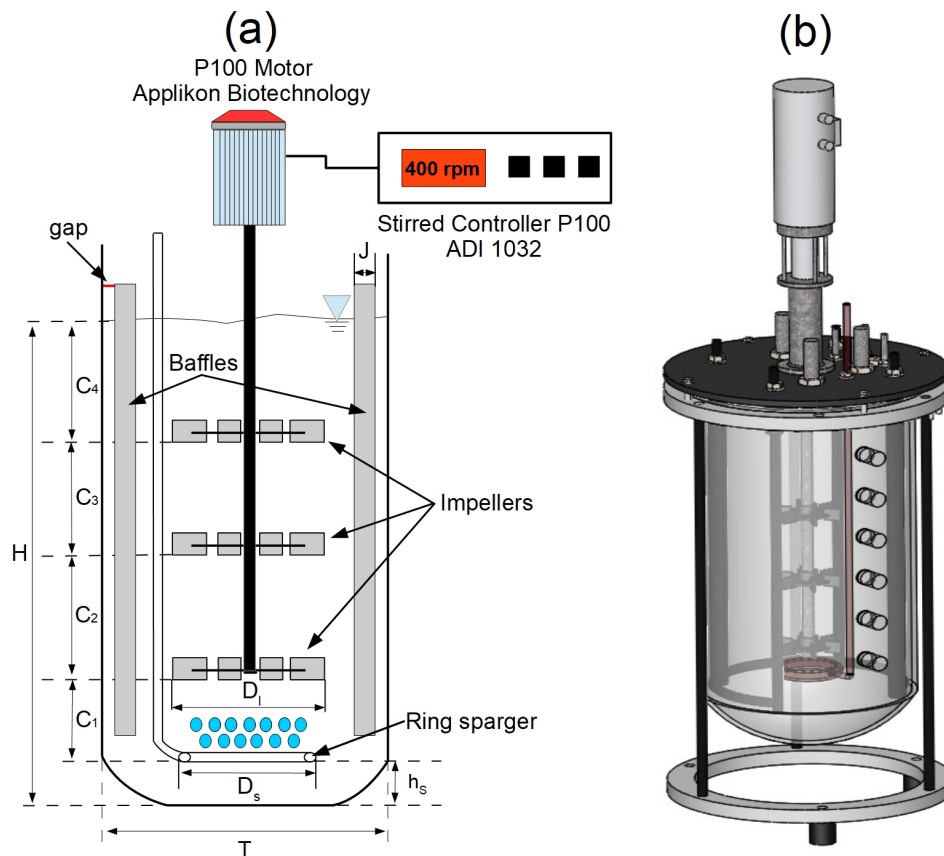 (a)
(b)
P100 Motor
Applikon Biotechnology
400 rpm
Stirred Controller P100
ADI 1032
gap
J
C4
Baffles
C3
Impellers
H
C2
DI
C1
Ring sparger
Ds
hS
T